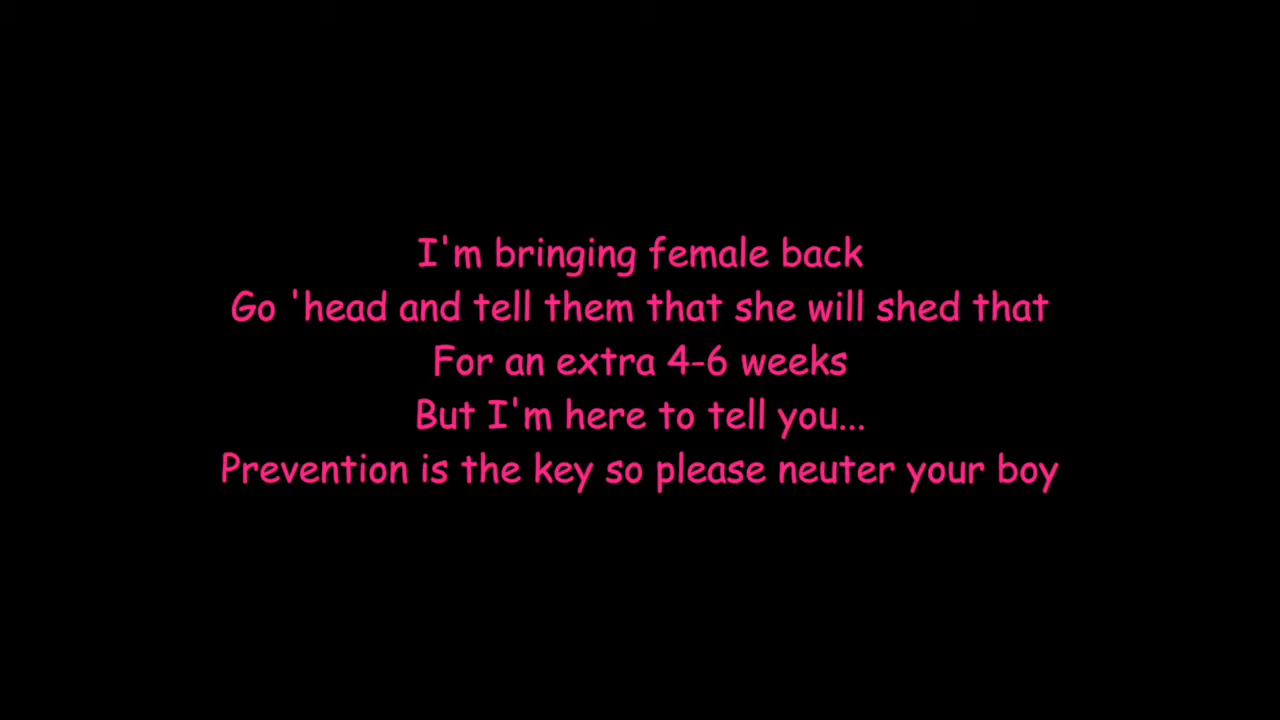 I'm bringing female back
Go 'head and tell them that she will shed that
For an extra 4-6 weeks
But I'm here to tell you...
Prevention is the key so please neuter your boy